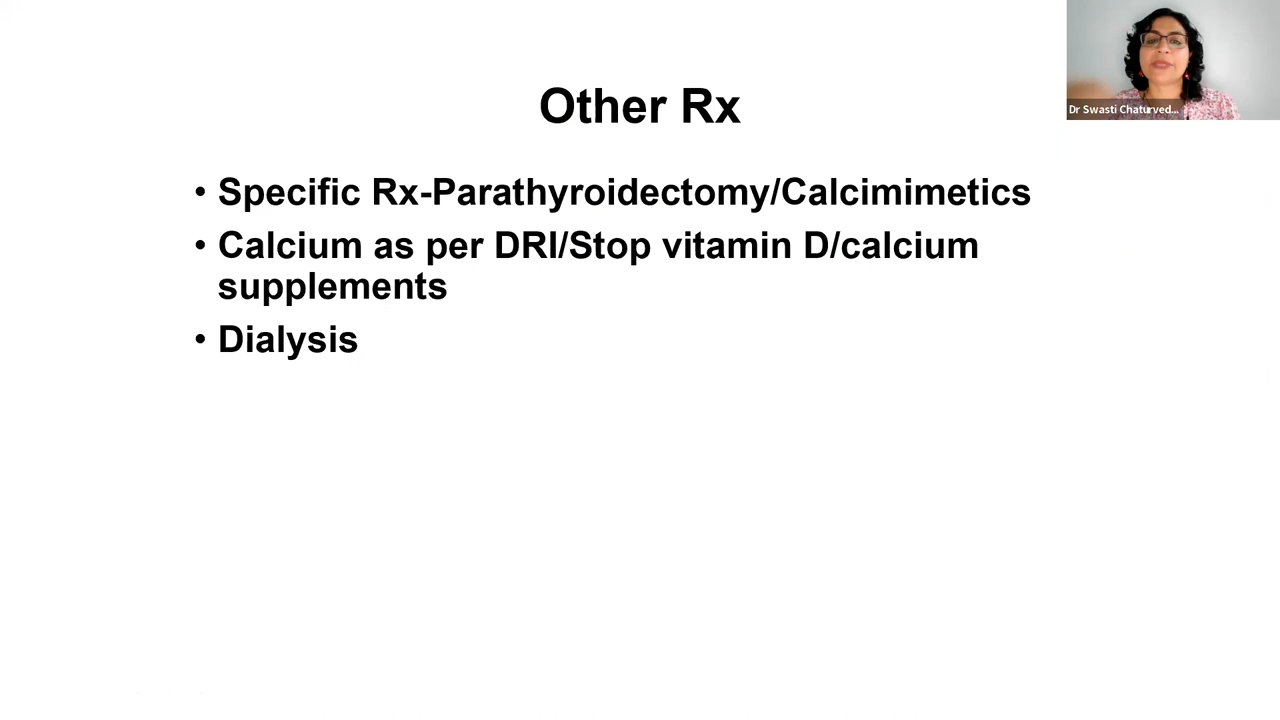 Other Rx
• Specific Rx-Parathyroidectomy/Calcimimetics
• Calcium as per DRI/Stop vitamin D/calcium
supplements
• Dialysis
Dr Swasti Chaturved...